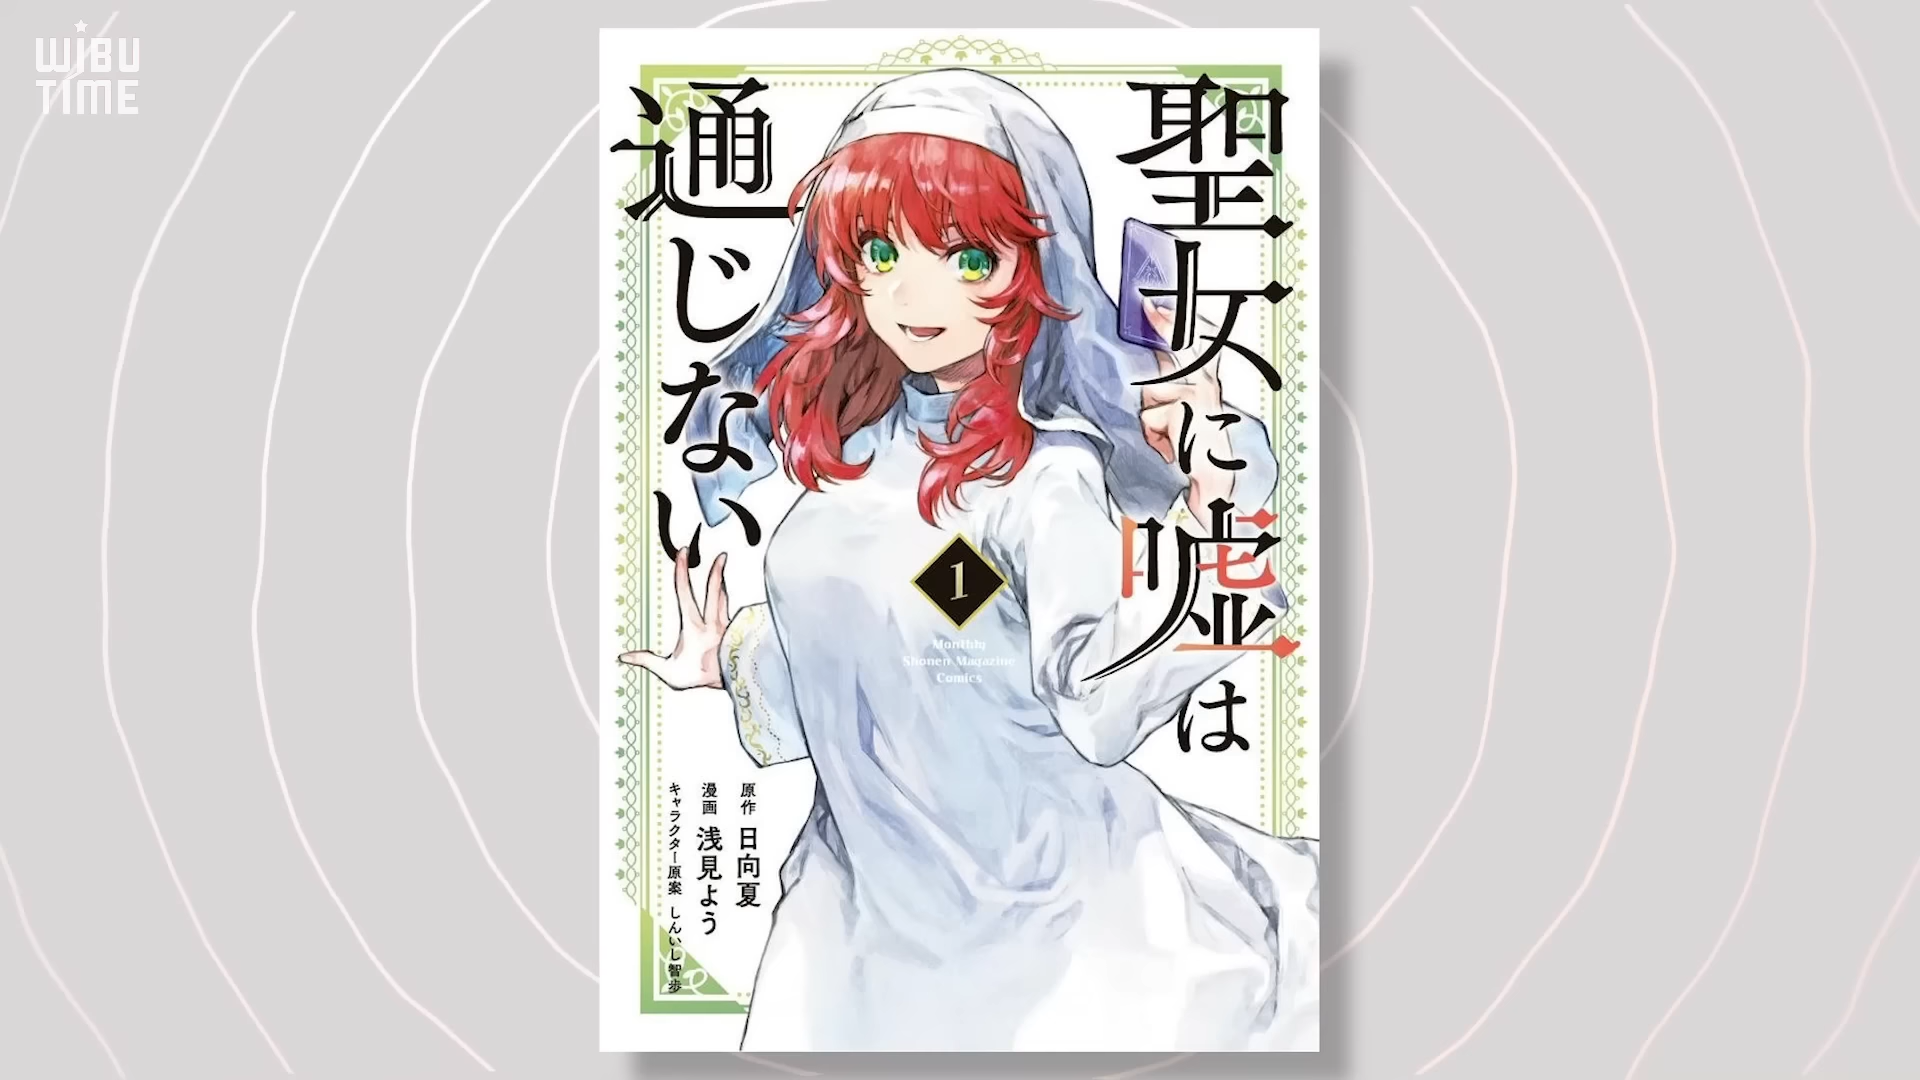 WIBU
TIME
聖女に嘘は
通じない
1
Monthly
Shonen Magazine
Comics
原作 日向夏
漫画 浅見よう
キャラクター原案 しんいし智歩